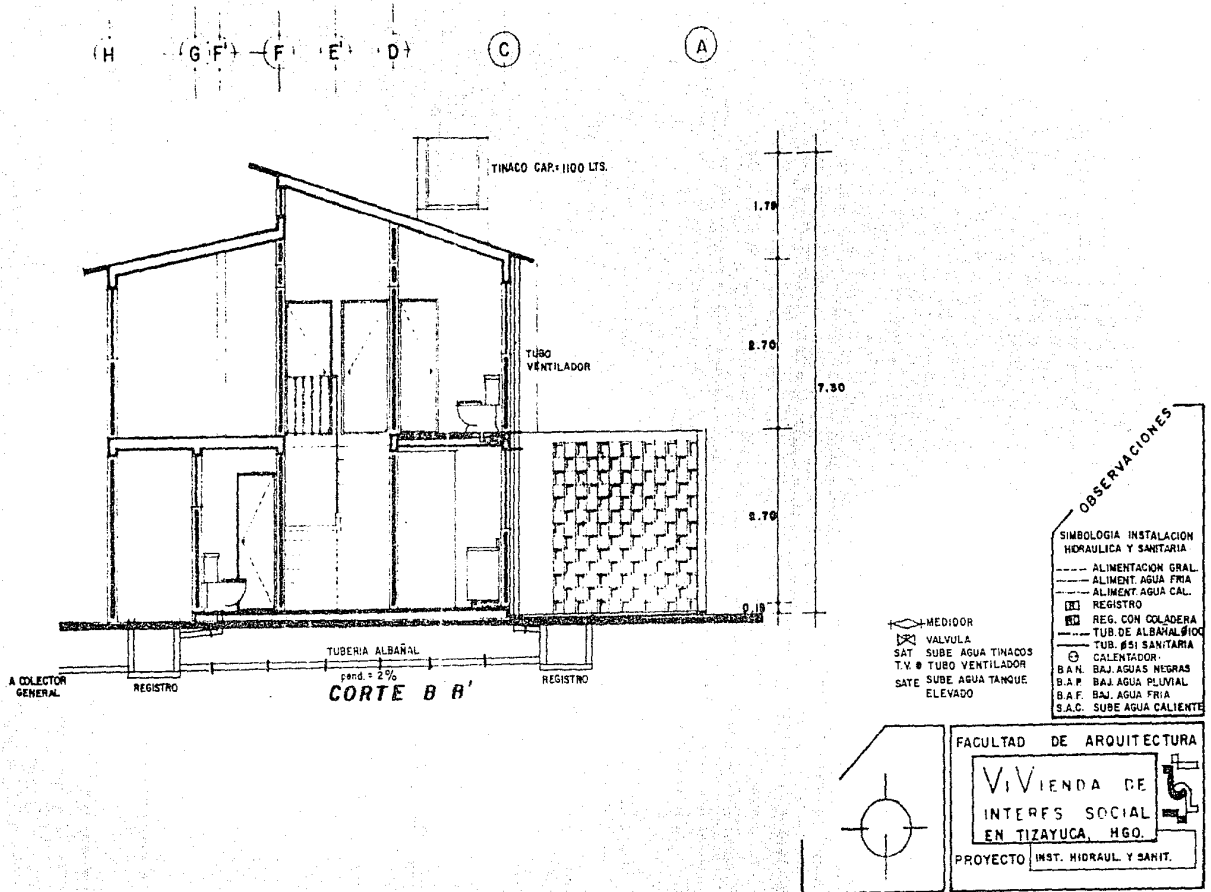 H
G
F'
F
E'
D
C
A
TINACO CAP.=1100 LTS.
TUBO
VENTILADOR
2.70
7.30
2.70
TUBERIA ALBAÑAL
pend. = 2%
A COLECTOR
GENERAL
REGISTRO
REGISTRO
CORTE B B'
MEDIDOR
VALVULA
SAT SUBE AGUA TINACOS
T.V. TUBO VENTILADOR
SATE SUBE AGUA TANQUE
ELEVADO
OBSERVACIONES
SIMBOLOGIA INSTALACION
HIDRAULICA Y SANITARIA
ALIMENTACION GRAL.
ALIMENT. AGUA FRIA
ALIMENT. AGUA CAL.
REGISTRO
REG. CON COLADERA
TUB. DE ALBAÑAL Ø100
TUB. Ø51 SANITARIA
CALENTADOR
B.A.N. BAJ. AGUAS NEGRAS
B.A.P. BAJ. AGUA PLUVIAL
B.A.F. BAJ. AGUA FRIA
S.A.C. SUBE AGUA CALIENTE
FACULTAD DE ARQUITECTURA
ViViENDA DE
INTERES SOCIAL
EN TIZAYUCA, HGO.
PROYECTO INST. HIDRAUL. Y SANIT.